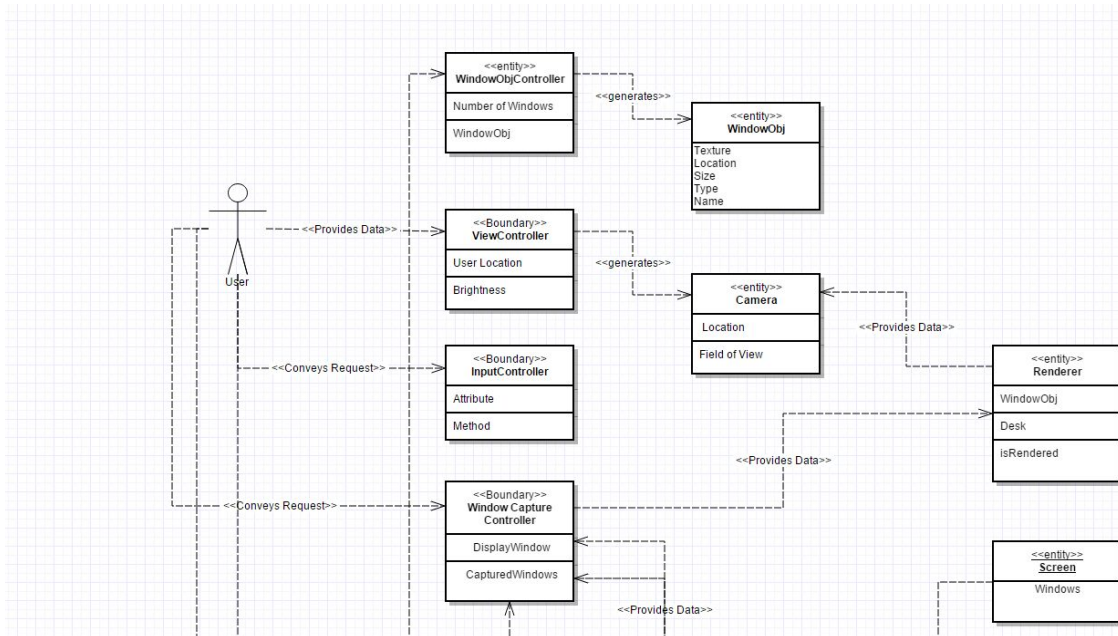 <<entity>>
WindowObjController
Number of Windows
WindowObj
<<generates>>
<<entity>>
WindowObj
Texture
Location
Size
Type
Name
User
<<Provides Data>>
<<Boundary>>
ViewController
User Location
Brightness
<<generates>>
<<entity>>
Camera
Location
Field of View
<<Provides Data>>
<<Conveys Request>>
<<Boundary>>
InputController
Attribute
Method
<<entity>>
Renderer
WindowObj
Desk
isRendered
<<Provides Data>>
<<Conveys Request>>
<<Boundary>>
Window Capture
Controller
DisplayWindow
CapturedWindows
<<Provides Data>>
<<entity>>
Screen
Windows